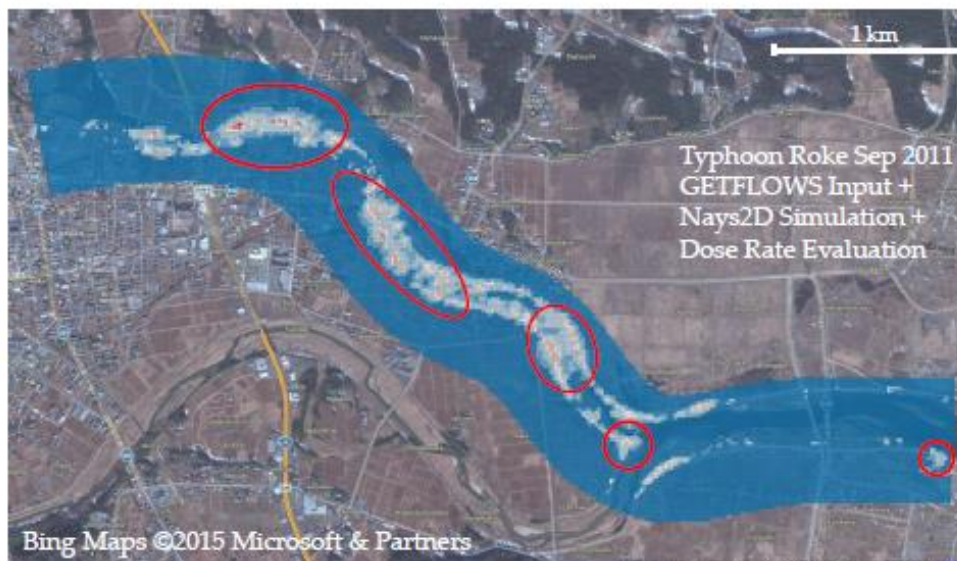 1 km
Typhoon Roke Sep 2011
GETFLOWS Input +
Nays2D Simulation +
Dose Rate Evaluation
Bing Maps ©2015 Microsoft & Partners